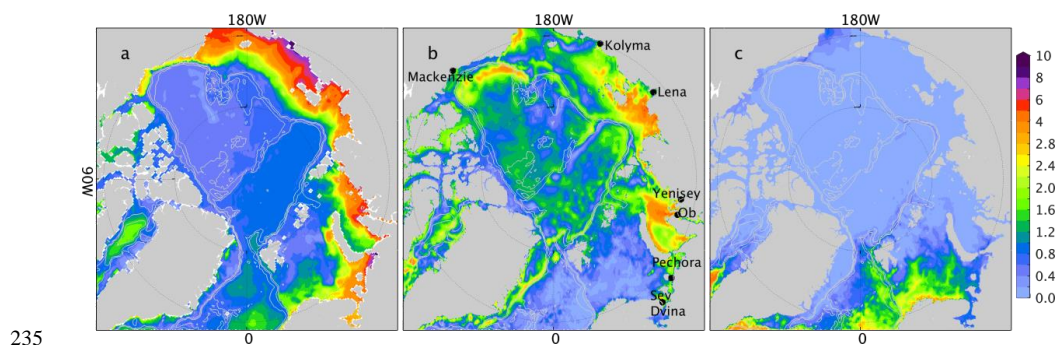 180W 180W 180W
a b c
Kolyma
Mackenzie
Lena
90W
Yenisey
Ob
Pechora
Sev
Dvina
10
8
6
4
2.8
2.4
2.0
1.6
1.2
0.8
0.4
0.0
235
0 0 0